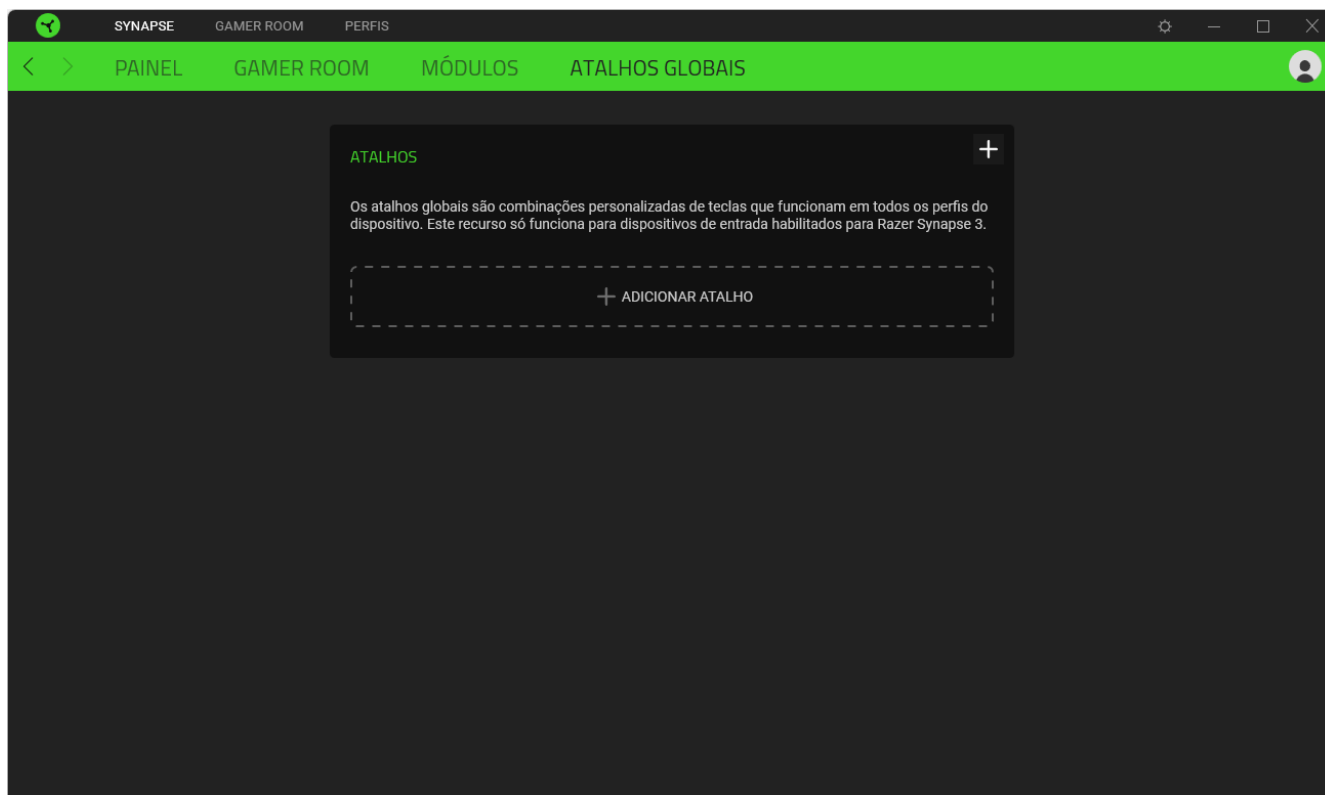 SYNAPSE GAMER ROOM PERFIS
PAINEL GAMER ROOM MÓDULOS ATALHOS GLOBAIS
ATALHOS
Os atalhos globais são combinações personalizadas de teclas que funcionam em todos os perfis do
dispositivo. Este recurso só funciona para dispositivos de entrada habilitados para Razer Synapse 3.
ADICIONAR ATALHO